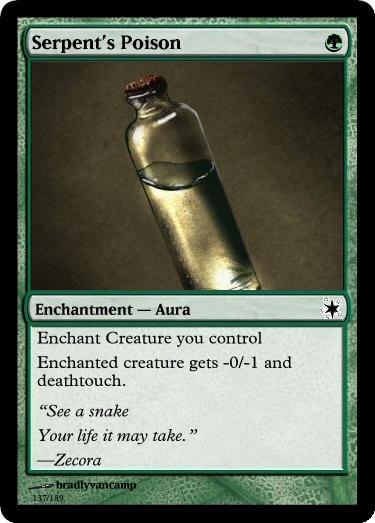 Serpent's Poison
Enchantment — Aura
Enchant Creature you control
Enchanted creature gets -0/-1 and
deathtouch.
“See a snake
Your life it may take.”
—Zecora
bradlyvancamp
137/189